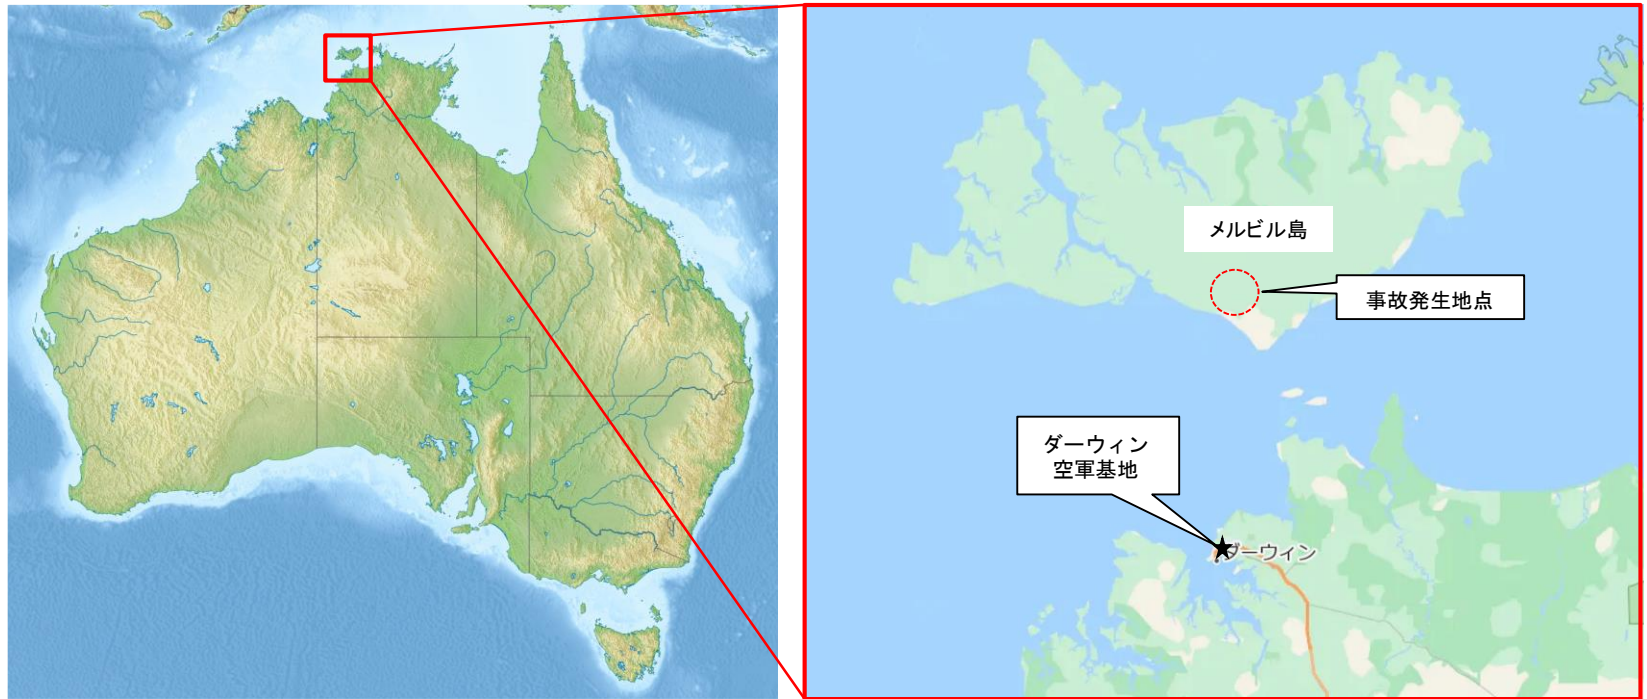 メルビル島
事故発生地点
ダーウィン
空軍基地
ダーウィン